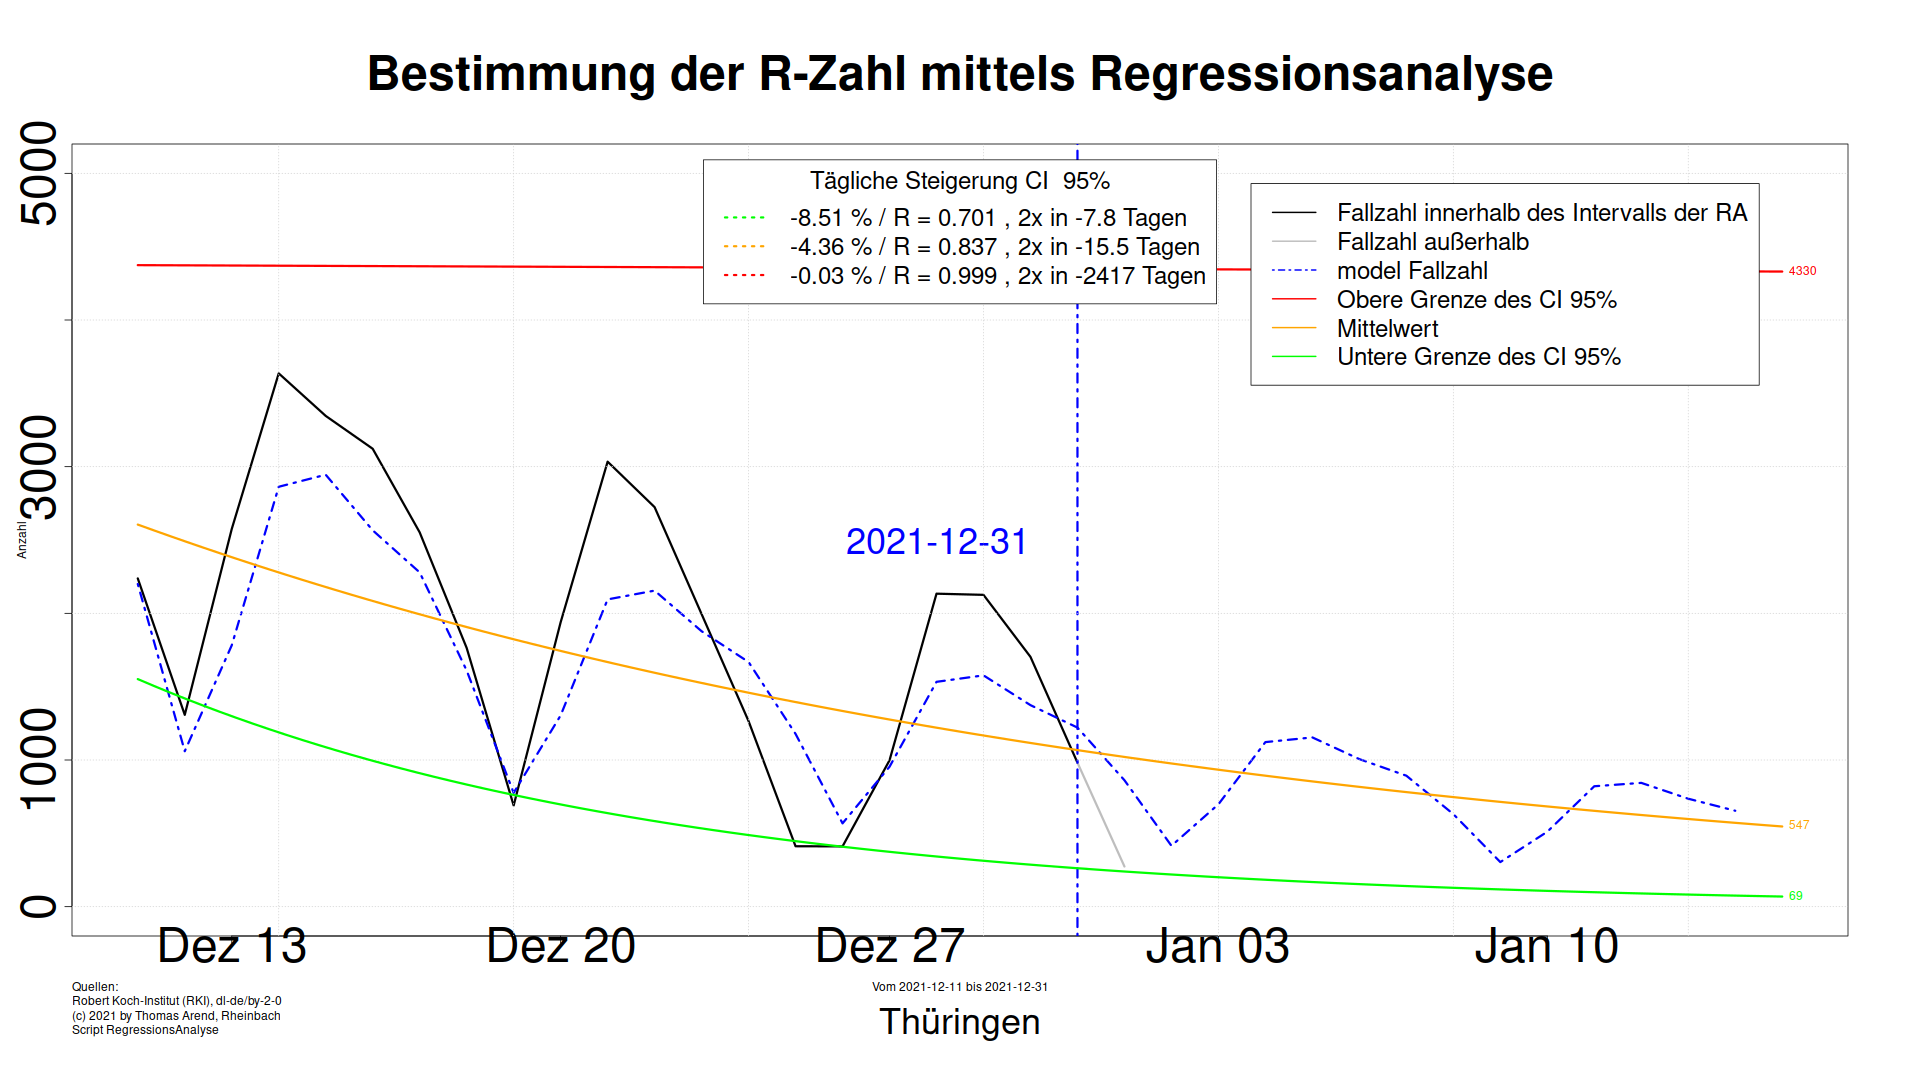 Bestimmung der R-Zahl mittels Regressionsanalyse
Tägliche Steigerung CI  95%
-8.51 % / R = 0.701 , 2x in -7.8 Tagen
-4.36 % / R = 0.837 , 2x in -15.5 Tagen
-0.03 % / R = 0.999 , 2x in -2417 Tagen
Fallzahl innerhalb des Intervalls der RA
Fallzahl außerhalb
model Fallzahl
Obere Grenze des CI 95%
Mittelwert
Untere Grenze des CI 95%
5000
3000
1000
0
Anzahl
4330
2021-12-31
547
69
Dez 13
Dez 20
Dez 27
Jan 03
Jan 10
Quellen:
Robert Koch-Institut (RKI), dl-de/by-2-0
(c) 2021 by Thomas Arend, Rheinbach
Script RegressionsAnalyse
Vom 2021-12-11 bis 2021-12-31
Thüringen